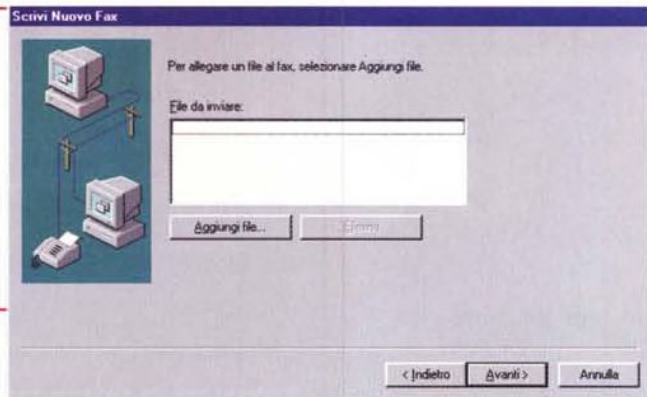 Scrivi Nuovo Fax
Per allegare un file al fax, selezionare Aggiungi file.
File da inviare:
Aggiungi file...
Elimina
< Indietro
Avanti >
Annulla